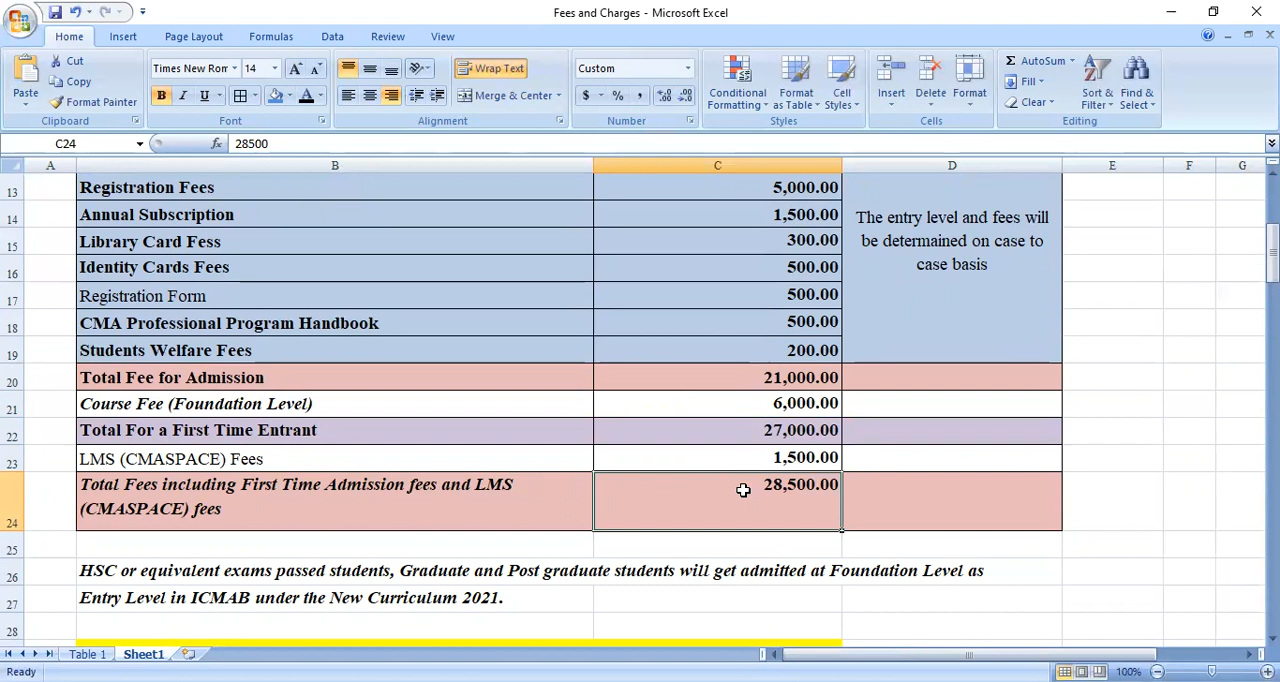 Fees and Charges - Microsoft Excel
Home Insert Page Layout Formulas Data Review View
Paste
Cut
Copy
Format Painter
Clipboard
Times New Rom 14
B I U
Font
Wrap Text
Merge & Center
Alignment
Custom
$ % ,
Number
Conditional Formatting
Format as Table
Cell Styles
Styles
Insert Delete Format
Cells
Σ AutoSum
Fill
Clear
Sort & Filter
Find & Select
Editing
C24 fx 28500
A B C D E F G
13 Registration Fees 5,000.00
14 Annual Subscription 1,500.00
15 Library Card Fess 300.00
16 Identity Cards Fees 500.00
17 Registration Form 500.00
18 CMA Professional Program Handbook 500.00
19 Students Welfare Fees 200.00
The entry level and fees will
be determained on case to
case basis
20 Total Fee for Admission 21,000.00
21 Course Fee (Foundation Level) 6,000.00
22 Total For a First Time Entrant 27,000.00
23 LMS (CMASPACE) Fees 1,500.00
24 Total Fees including First Time Admission fees and LMS 28,500.00
(CMASPACE) fees
25
26 HSC or equivalent exams passed students, Graduate and Post graduate students will get admitted at Foundation Level as
27 Entry Level in ICMAB under the New Curriculum 2021.
28
Table 1 Sheet1
Ready 100%